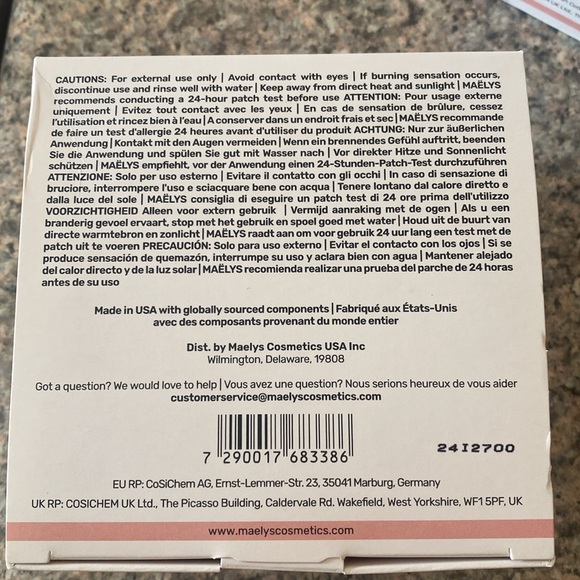 CAUTIONS: For external use only | Avoid contact with eyes | If burning sensation occurs,
discontinue use and rinse well with water | Keep away from direct heat and sunlight | MAËLYS
recommends conducting a 24-hour patch test before use ATTENTION: Pour usage externe
uniquement | Evitez tout contact avec les yeux | En cas de sensation de brûlure, cessez
l'utilisation et rincez bien à l'eau | A conserver dans un endroit frais et sec | MAËLYS recommande
de faire un test d'allergie 24 heures avant d'utiliser du produit ACHTUNG: Nur zur äußerlichen
Anwendung | Kontakt mit den Augen vermeiden | Wenn ein brennendes Gefühl auftritt, beenden
Sie die Anwendung und spülen Sie gut mit Wasser nach | Vor direkter Hitze und Sonnenlicht
schützen | MAËLYS empfiehlt, vor der Anwendung einen 24-Stunden-Patch-Test durchzuführen
ATTENZIONE: Solo per uso esterno | Evitare il contatto con gli occhi | In caso di sensazione di
bruciore, interrompere l'uso e sciacquare bene con acqua | Tenere lontano dal calore diretto e
dalla luce del sole | MAËLYS consiglia di eseguire un patch test di 24 ore prima dell'utilizzo
VOORZICHTIGHEID Alleen voor extern gebruik | Vermijd aanraking met de ogen | Als u een
branderig gevoel ervaart, stop met het gebruik en spoel goed met water | Houd uit de buurt van
directe warmtebron en zonlicht | MAËLYS raadt aan om voor gebruik 24 uur lang een test met de
patch uit te voeren PRECAUCIÓN: Solo para uso externo | Evitar el contacto con los ojos | Si se
produce sensación de quemazón, interrumpe su uso y aclara bien con agua | Mantener alejado
del calor directo y de la luz solar | MAËLYS recomienda realizar una prueba del parche de 24 horas
antes de su uso
Made in USA with globally sourced components | Fabriqué aux États-Unis
avec des composants provenant du monde entier
Dist. by Maelys Cosmetics USA Inc
Wilmington, Delaware, 19808
Got a question? We would love to help | Vous avez une question? Nous serions heureux de vous aider
customerservice@maelyscosmetics.com
7 290017 683386
24I2700
EU RP: CoSiChem AG, Ernst-Lemmer-Str. 23, 35041 Marburg, Germany
UK RP: COSICHEM UK Ltd., The Picasso Building, Caldervale Rd. Wakefield, West Yorkshire, WF1 5PF, UK
www.maelyscosmetics.com